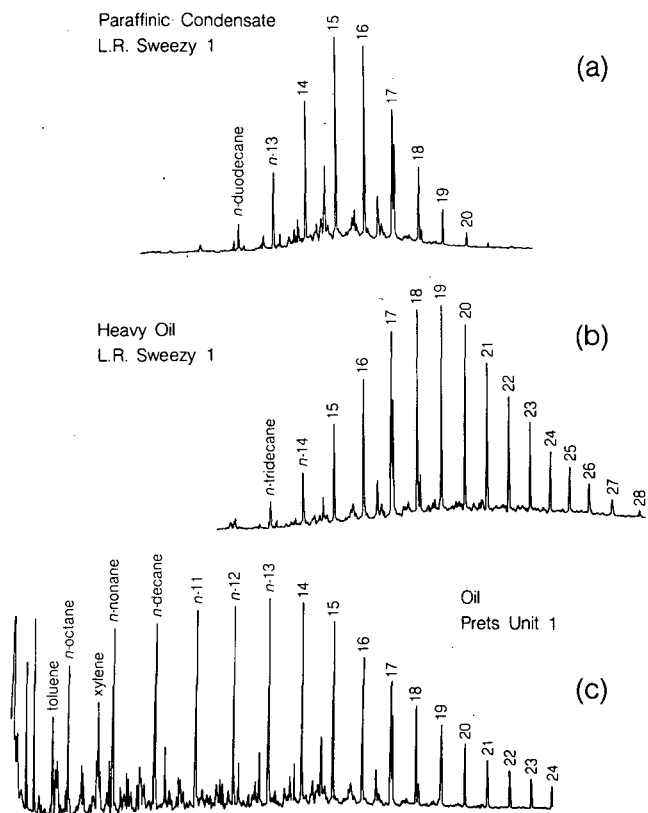 Paraffinic Condensate
L.R. Sweezy 1
(a)
n-duodecane
n-13
14
15
16
17
18
19
20
Heavy Oil
L.R. Sweezy 1
(b)
n-tridecane
n-14
15
16
17
18
19
20
21
22
23
24
25
26
27
28
Oil
Prets Unit 1
(c)
toluene
n-octane
xylene
n-nonane
n-decane
n-11
n-12
n-13
14
15
16
17
18
19
20
21
22
23
24